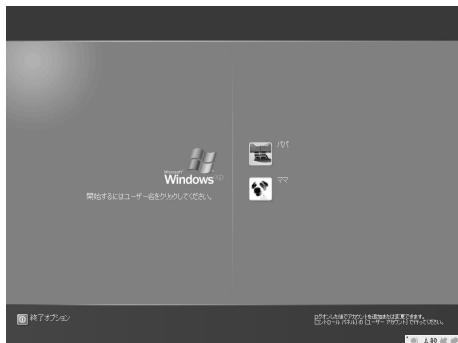 パパ
Microsoft
Windows xp
ママ
開始するにはユーザー名をクリックしてください。
終了オプション
ログオンした後でアカウントを追加または変更できます。
[コントロール パネル] の [ユーザー アカウント] で行ってください。